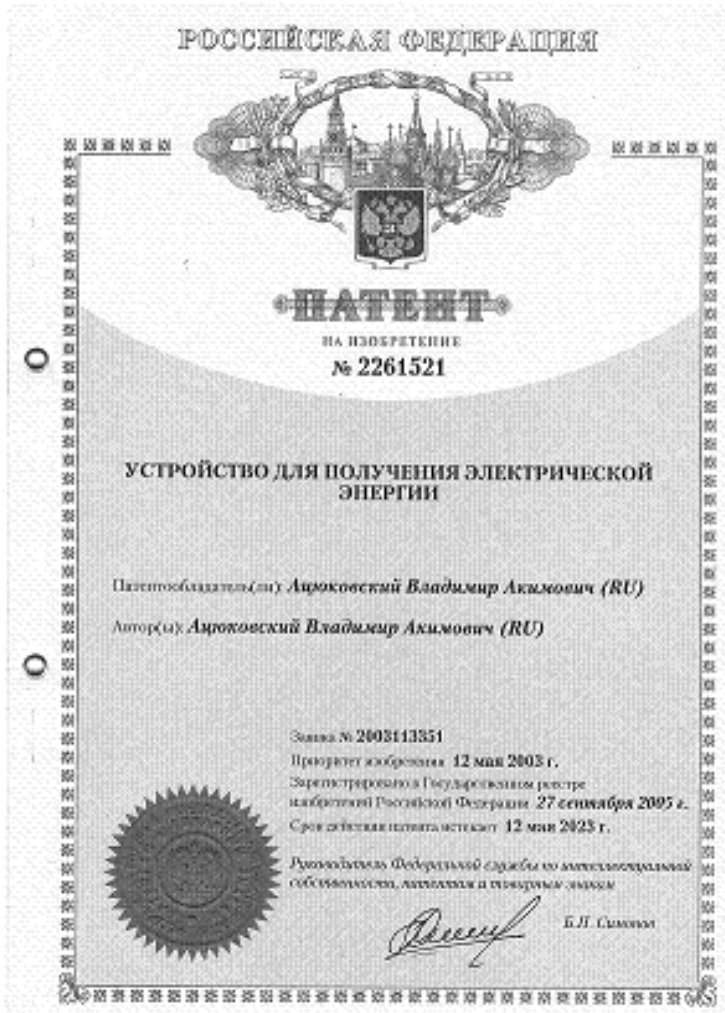 РОССИЙСКАЯ ФЕДЕРАЦИЯ
ПАТЕНТ
НА ИЗОБРЕТЕНИЕ
№ 2261521
УСТРОЙСТВО ДЛЯ ПОЛУЧЕНИЯ ЭЛЕКТРИЧЕСКОЙ
ЭНЕРГИИ
Патентообладатель(ли): Ацюковский Владимир Акимович (RU)
Автор(ы): Ацюковский Владимир Акимович (RU)
Заявка № 2003113351
Приоритет изобретения 12 мая 2003 г.
Зарегистрировано в Государственном реестре
изобретений Российской Федерации 27 сентября 2005 г.
Срок действия патента истекает 12 мая 2023 г.
Руководитель Федеральной службы по интеллектуальной
собственности, патентам и товарным знакам
Б.П. Симонов